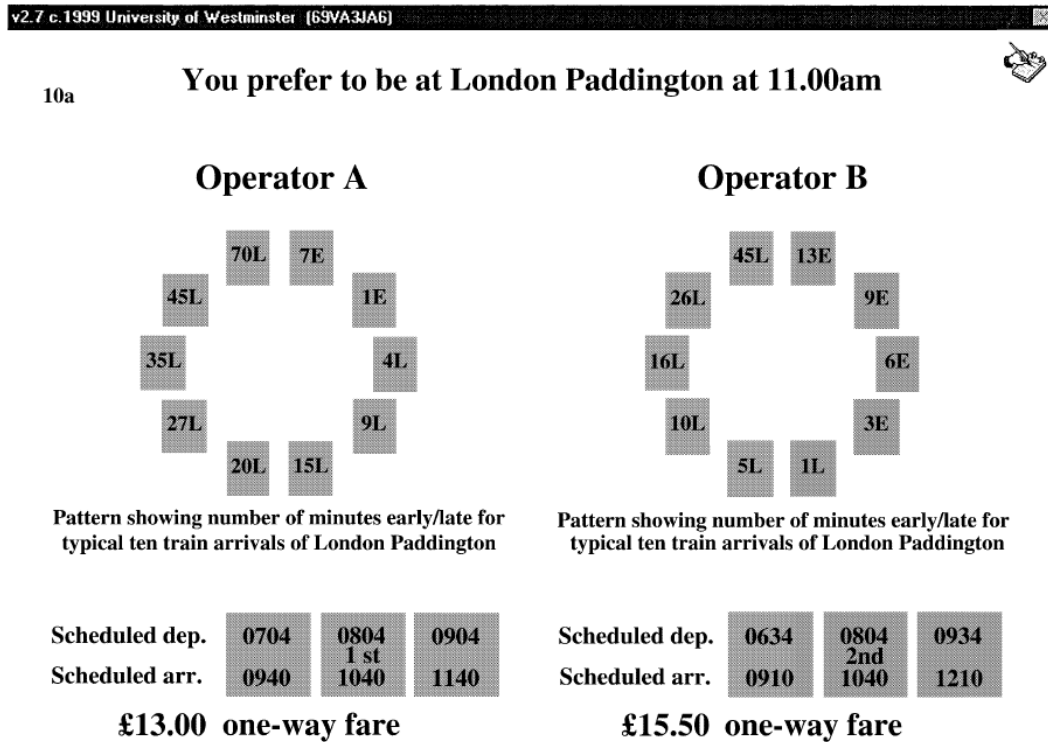 v2.7 c.1999 University of Westminster (69VA3JA6)
You prefer to be at London Paddington at 11.00am
10a
Operator A
70L 7E
45L 1E
35L 4L
27L 9L
20L 15L
Pattern showing number of minutes early/late for
typical ten train arrivals of London Paddington
Scheduled dep. 0704 0804 0904
1 st
Scheduled arr. 0940 1040 1140
£13.00 one-way fare
Operator B
45L 13E
26L 9E
16L 6E
10L 3E
5L 1L
Pattern showing number of minutes early/late for
typical ten train arrivals of London Paddington
Scheduled dep. 0634 0804 0934
2nd
Scheduled arr. 0910 1040 1210
£15.50 one-way fare